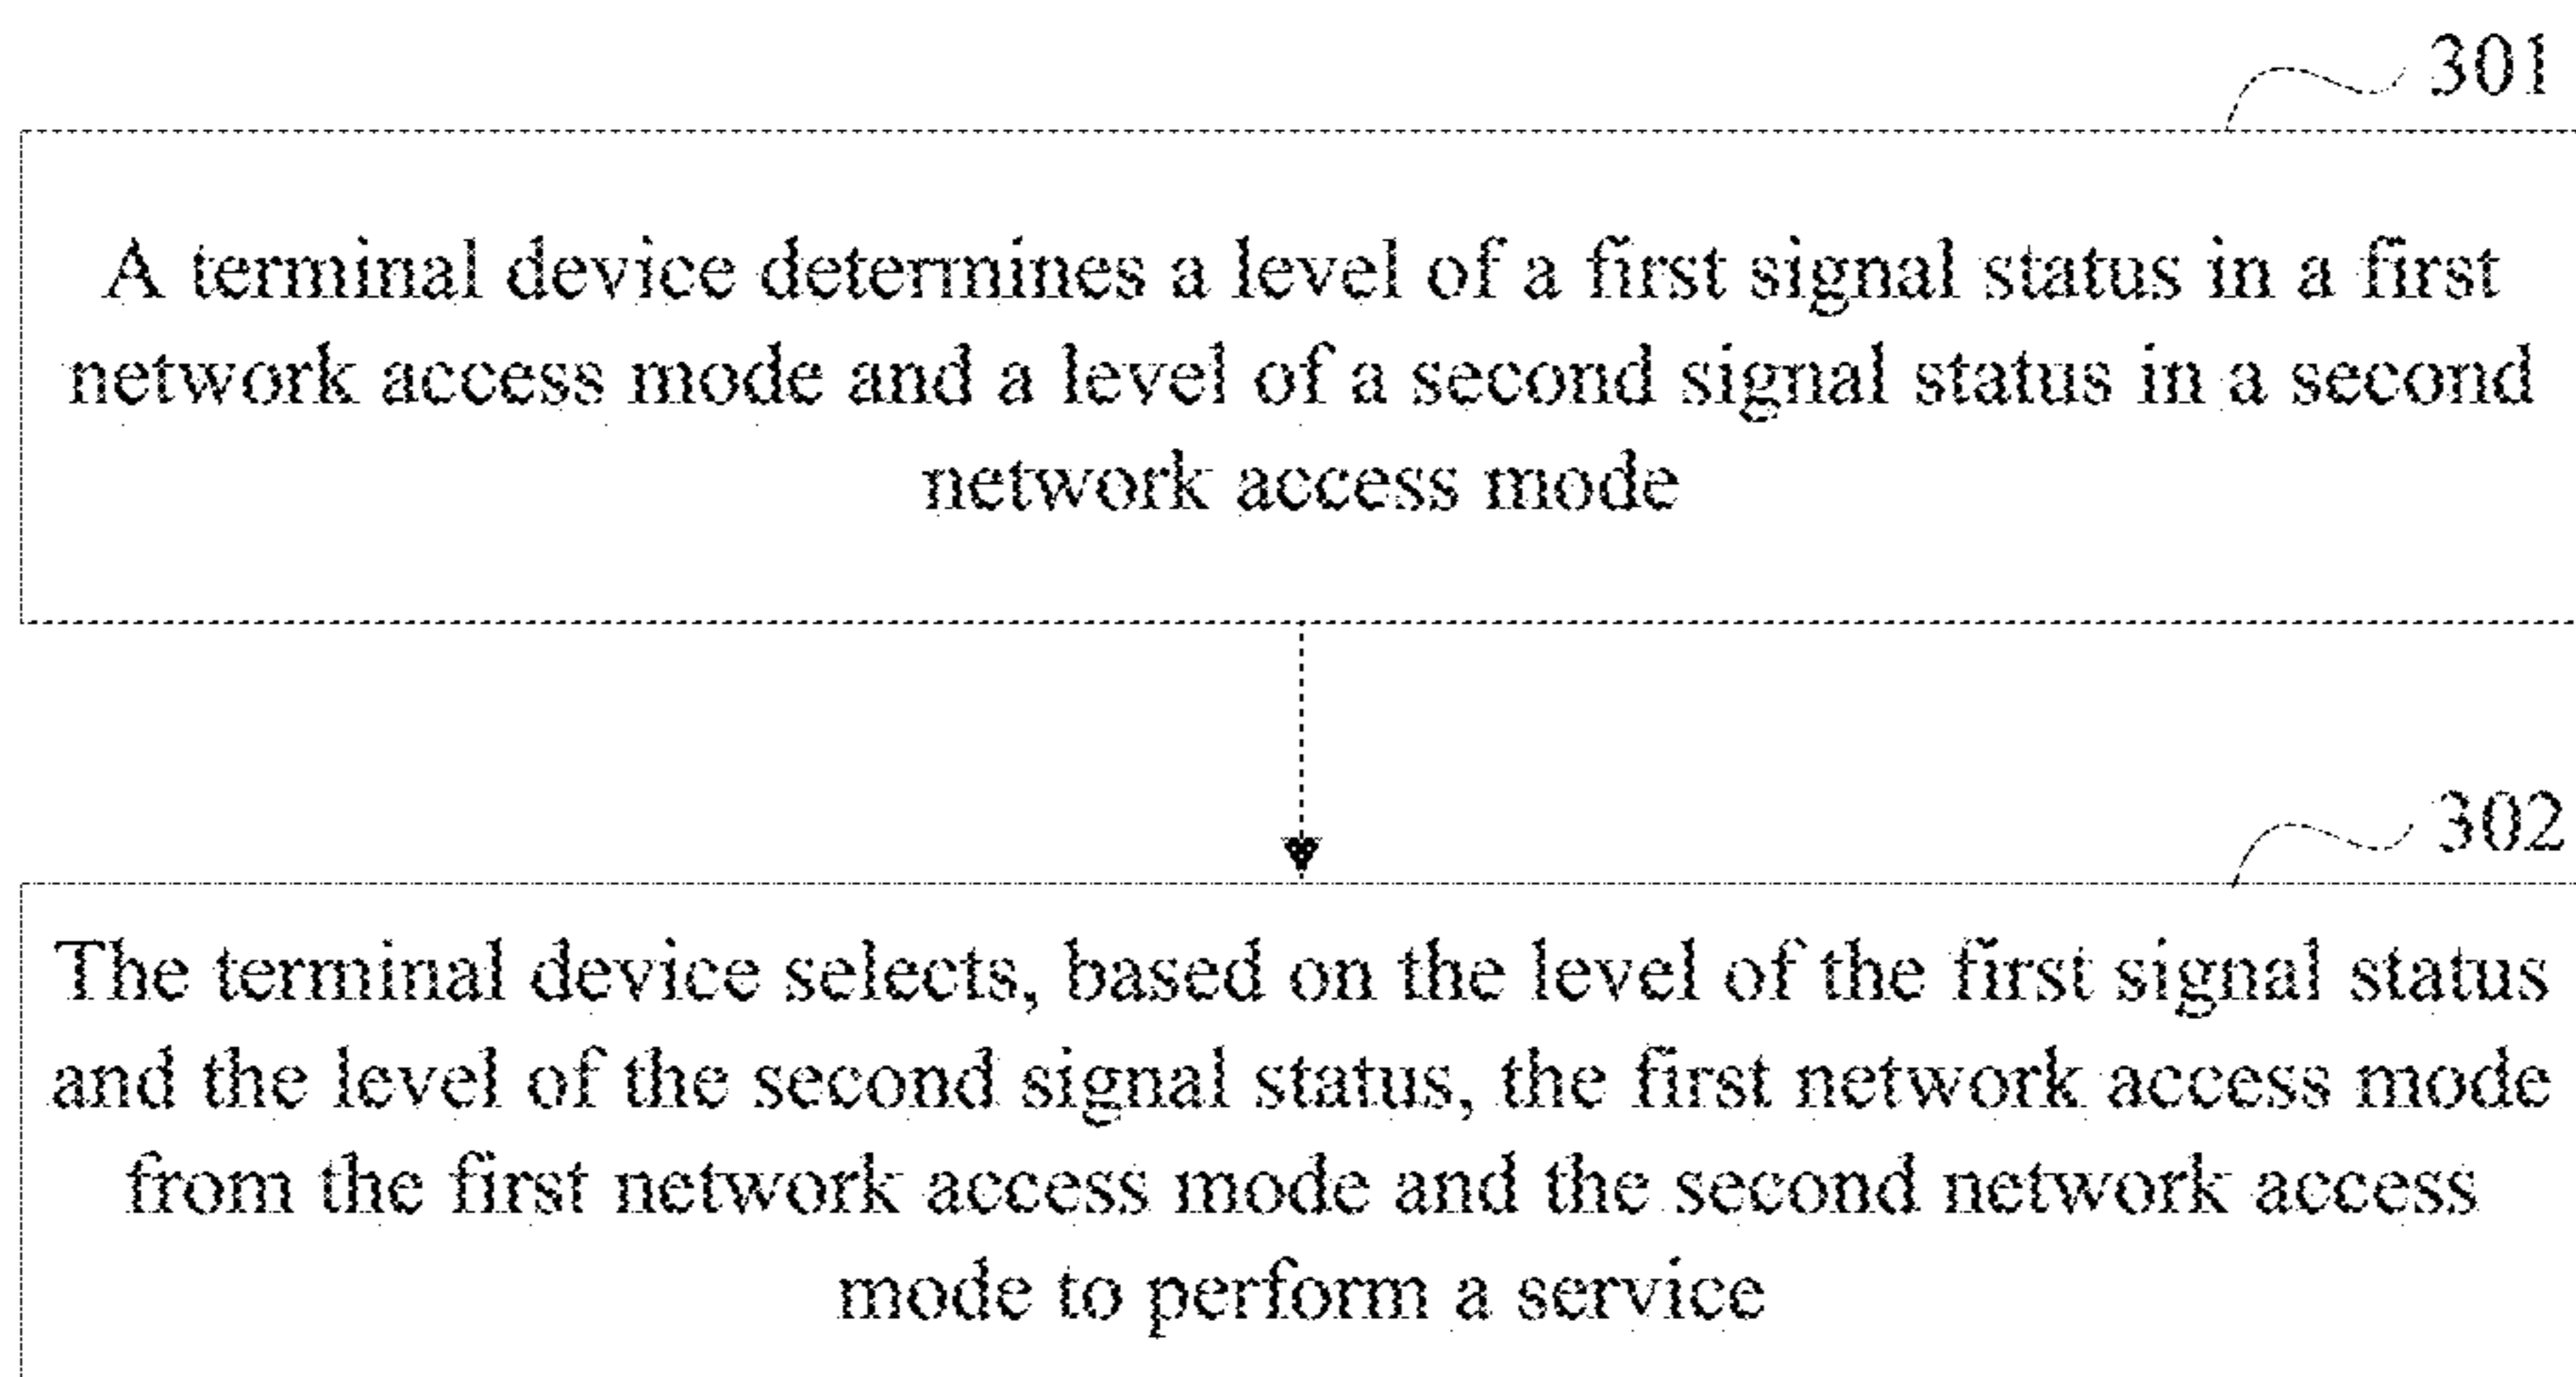 301
A terminal device determines a level of a first signal status in a first
network access mode and a level of a second signal status in a second
network access mode
302
The terminal device selects, based on the level of the first signal status
and the level of the second signal status, the first network access mode
from the first network access mode and the second network access
mode to perform a service